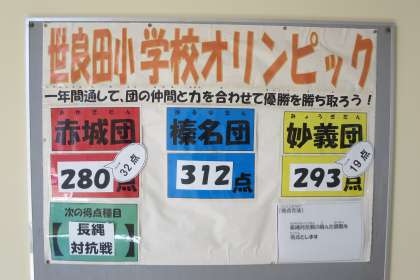 世良田小学校オリンピック
一年間通して、団の仲間と力を合わせて優勝を勝ち取ろう！
赤城団
榛名団
妙義団
32点
19点
280点
312点
293点
次の得点種目
【長縄
対抗戦】